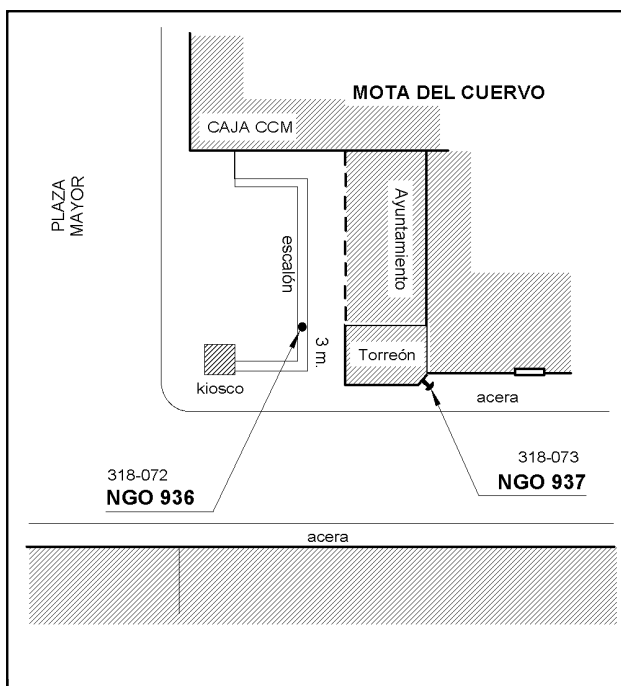 MOTA DEL CUERVO
CAJA CCM
PLAZA
MAYOR
Ayuntamiento
escalón
3 m.
Torreón
kiosco
acera
318-072
NGO 936
318-073
NGO 937
acera